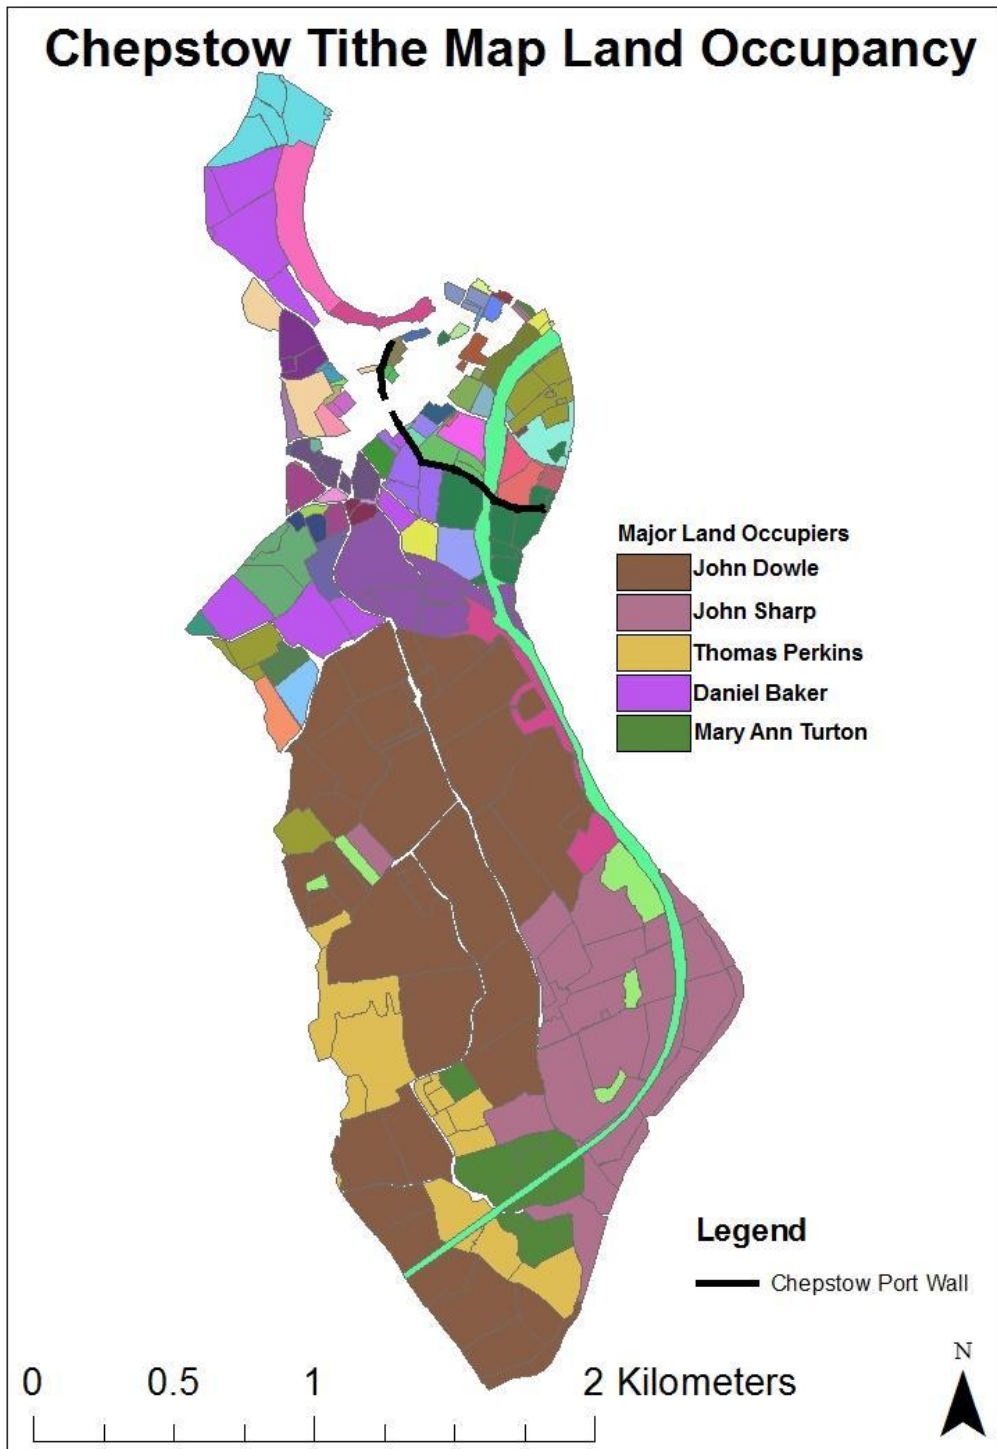 Chepstow Tithe Map Land Occupancy
Major Land Occupiers
John Dowle
John Sharp
Thomas Perkins
Daniel Baker
Mary Ann Turton
Legend
Chepstow Port Wall
N
0 0.5 1 2 Kilometers